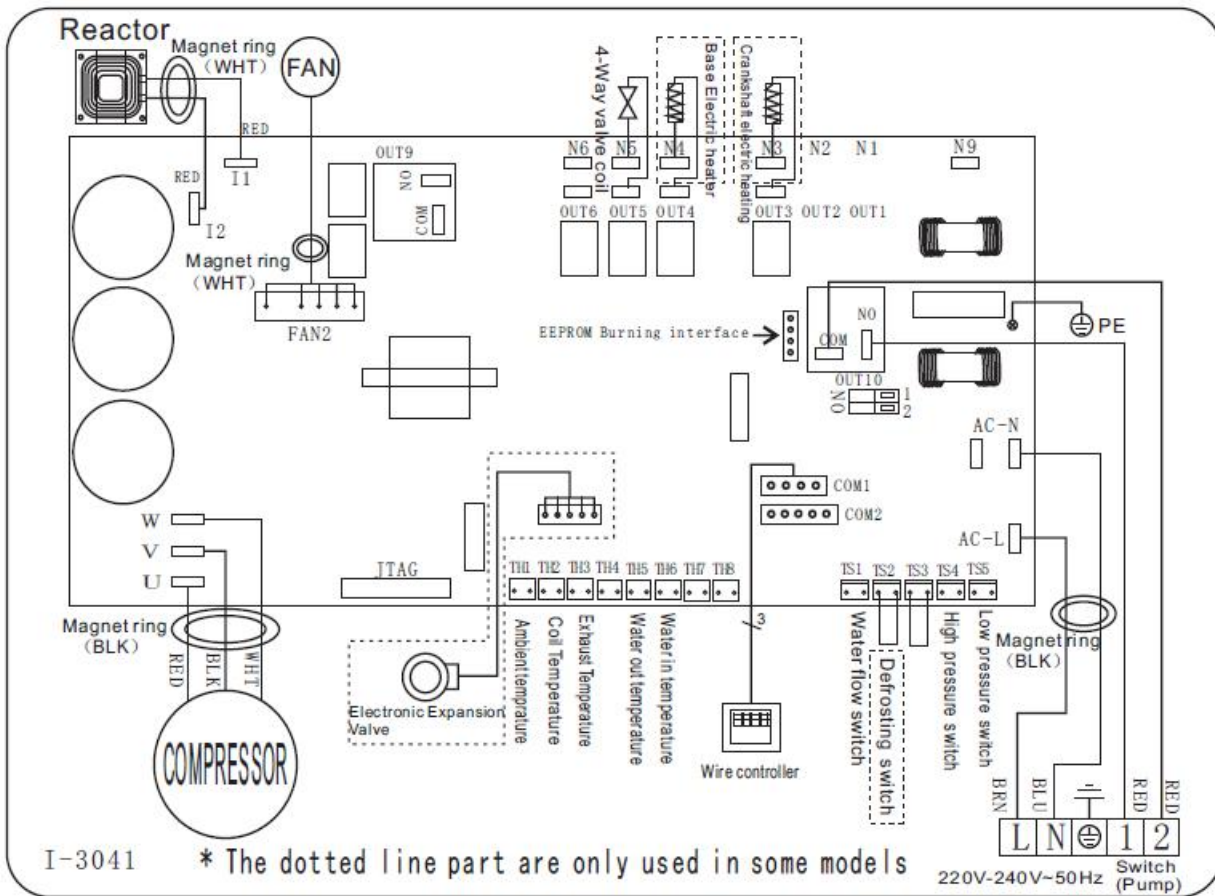 Reactor
Magnet ring
（WHT）
FAN
4-Way valve coil
Base Electric heater
Crankshaft electric heating
RED
RED
I1
I2
OUT9
NO
COM
N6
N5
N4
N3
N2
N1
N9
OUT6
OUT5
OUT4
OUT3
OUT2
OUT1
Magnet ring
（WHT）
FAN2
EEPROM Burning interface
COM
NO
PE
OUT10
NO
1
2
AC-N
COM1
COM2
AC-L
W
V
U
JTAG
TH1
TH2
TH3
TH4
TH5
TH6
TH7
TH8
TS1
TS2
TS3
TS4
TS5
Magnet ring
（BLK）
RED
BLK
WHT
COMPRESSOR
Electronic Expansion
Valve
Ambienttemprature
Coil Temperature
Exhaust Temperature
Water out temperature
Water in temperature
3
Wire controller
Water flow switch
Defrosting switch
High pressure switch
Low pressure switch
Magnet ring
（BLK）
BRN
BLU
RED
RED
L
N
1
2
I-3041
* The dotted line part are only used in some models
220V-240V~50Hz
Switch
(Pump)